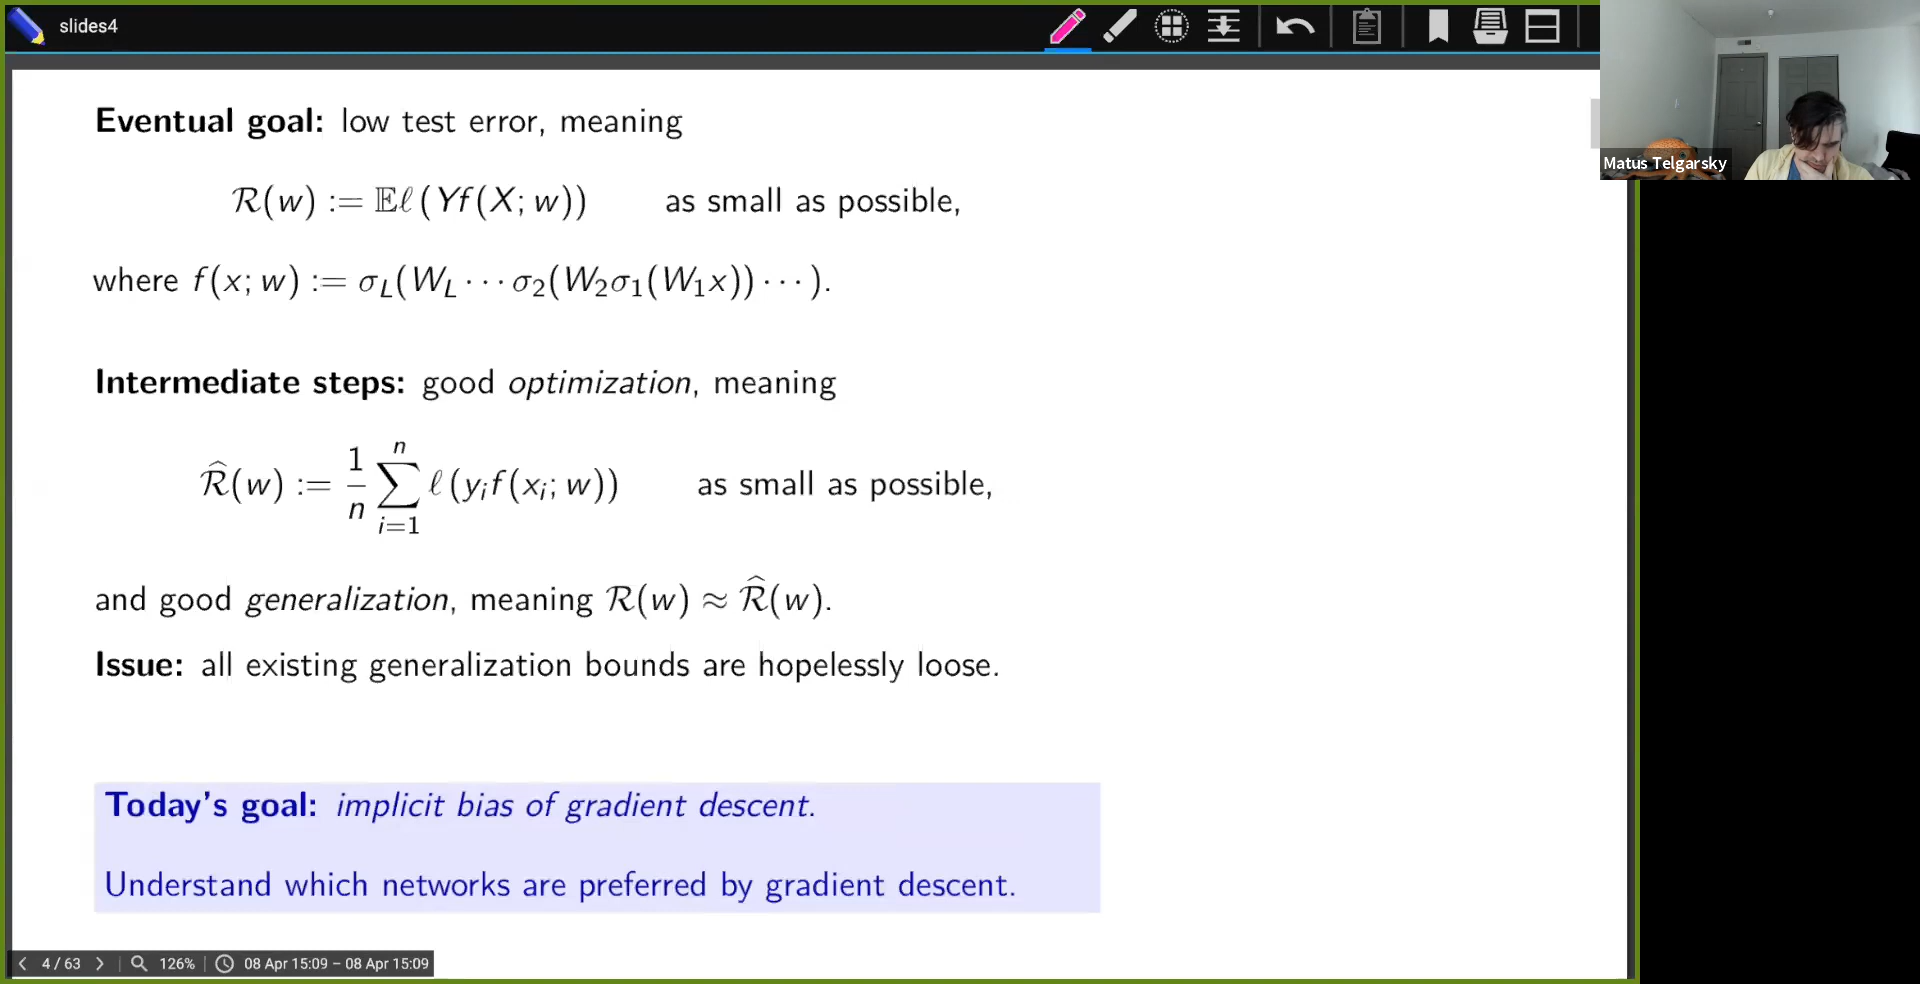 slides4
Matus Telgarsky
Eventual goal: low test error, meaning
ℛ(w) := 𝔼ℓ(Yf(X; w)) as small as possible,
where f(x; w) := σ_L(W_L ⋯ σ_2(W_2σ_1(W_1x)) ⋯ ).
Intermediate steps: good optimization, meaning
ℛ̂(w) := 1/n ∑_{i=1}^{n} ℓ(y_i f(x_i; w)) as small as possible,
and good generalization, meaning ℛ(w) ≈ ℛ̂(w).
Issue: all existing generalization bounds are hopelessly loose.
Today's goal: implicit bias of gradient descent.
Understand which networks are preferred by gradient descent.
4 / 63 126% 08 Apr 15:09 – 08 Apr 15:09